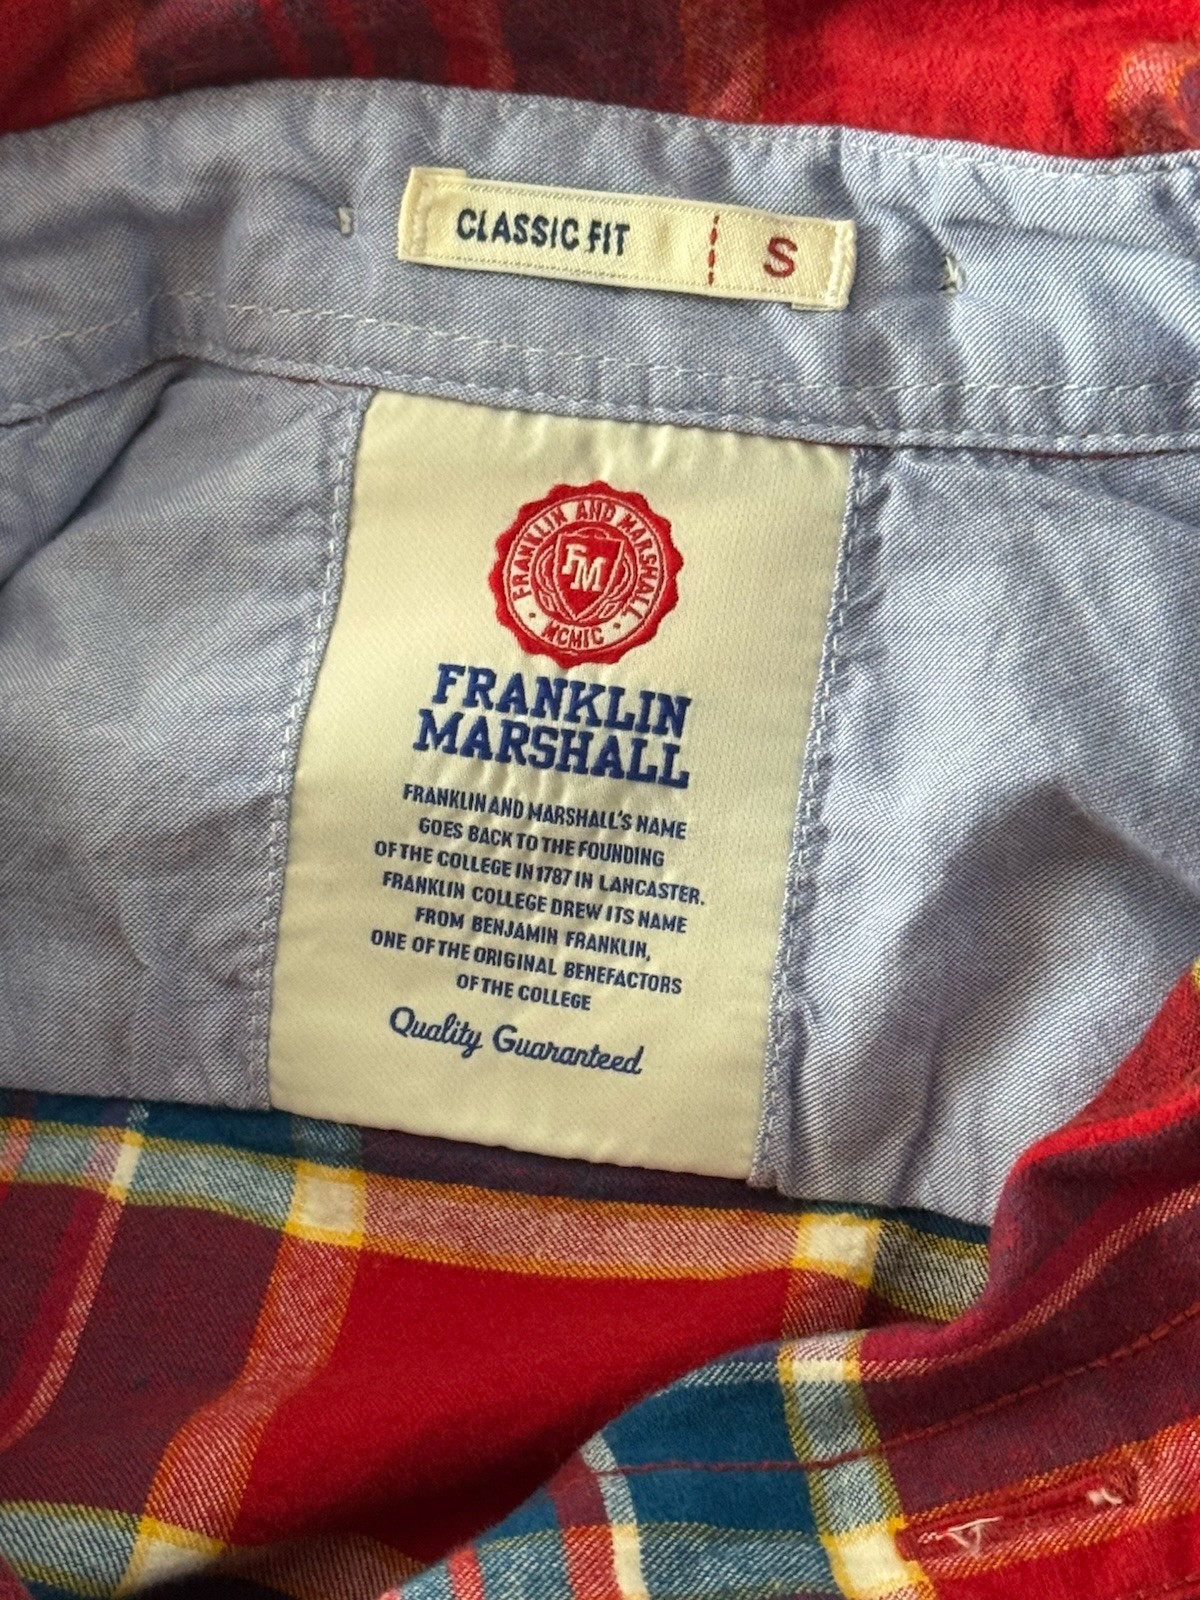 CLASSIC FIT S
FRANKLIN AND MARSHALL
FM
• MCMIC •
FRANKLIN
MARSHALL
FRANKLIN AND MARSHALL'S NAME
GOES BACK TO THE FOUNDING
OF THE COLLEGE IN 1787 IN LANCASTER.
FRANKLIN COLLEGE DREW ITS NAME
FROM BENJAMIN FRANKLIN,
ONE OF THE ORIGINAL BENEFACTORS
OF THE COLLEGE
Quality Guaranteed